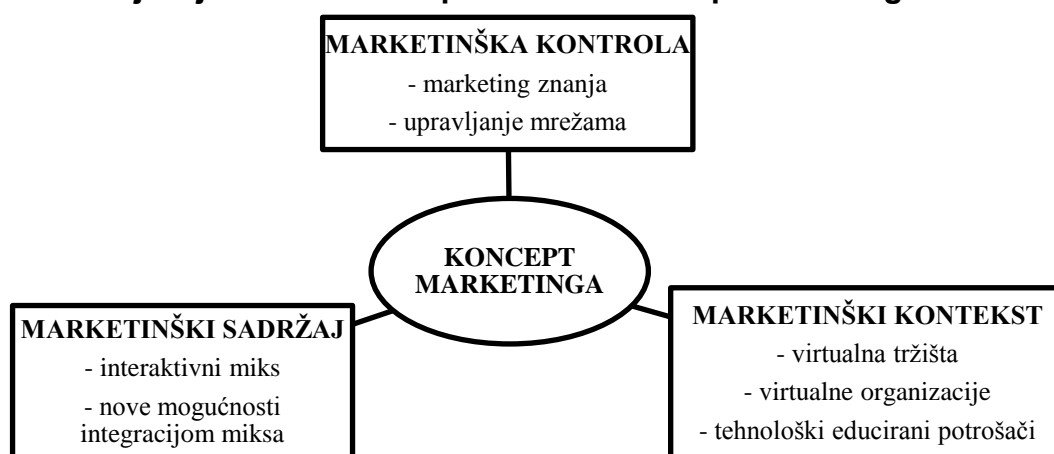 MARKETINŠKA KONTROLA
- marketing znanja
- upravljanje mrežama
KONCEPT
MARKETINGA
MARKETINŠKI SADRŽAJ
- interaktivni miks
- nove mogućnosti
integracijom miksa
MARKETINŠKI KONTEKST
- virtualna tržišta
- virtualne organizacije
- tehnološki educirani potrošači